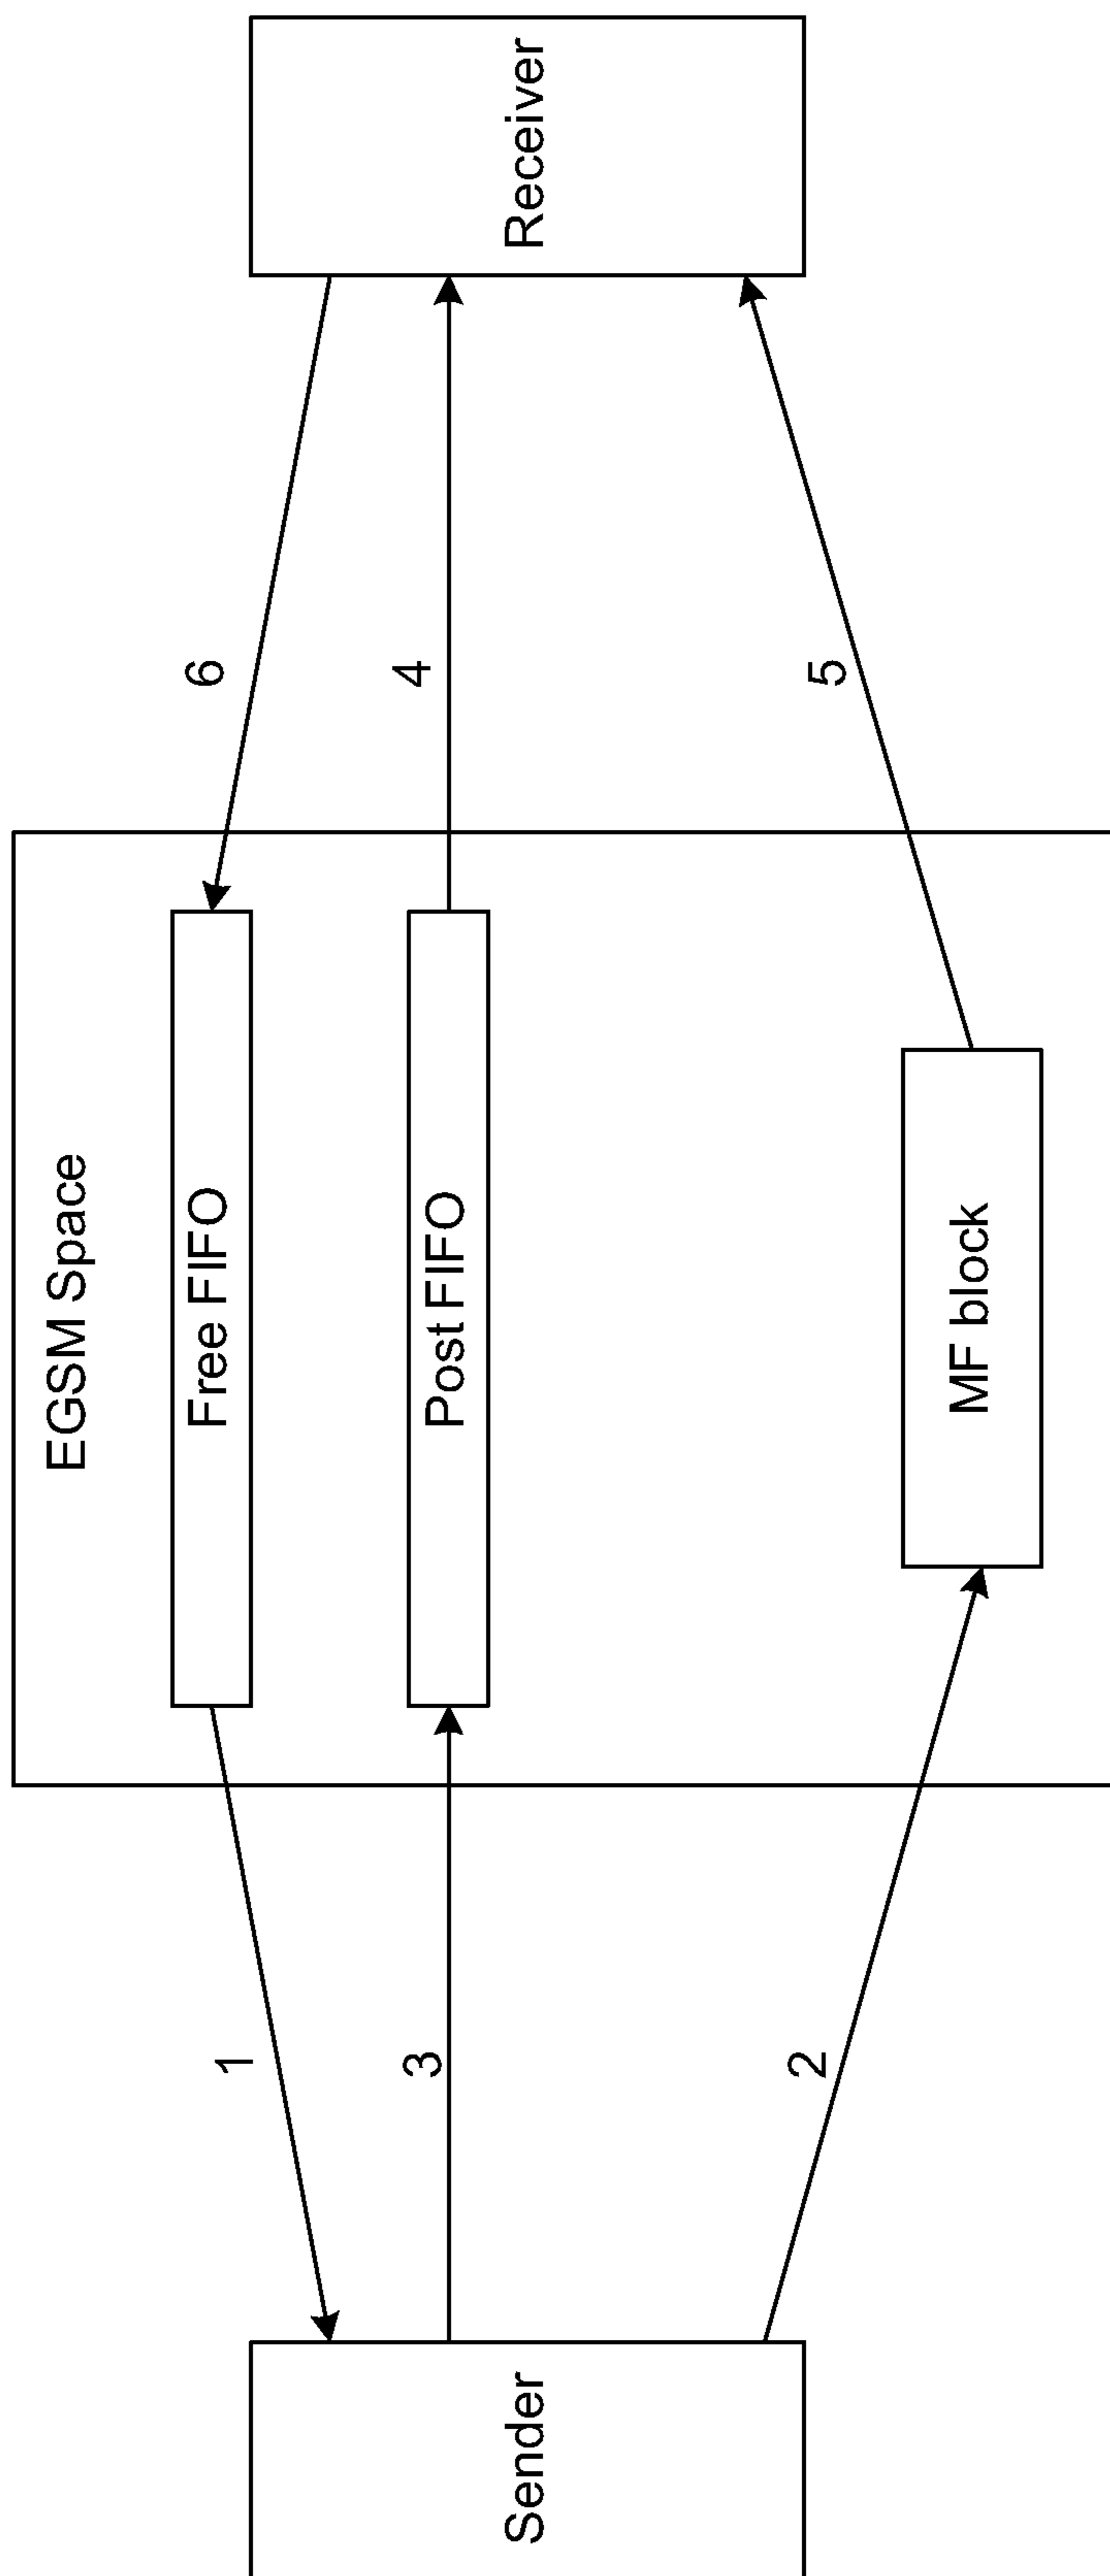 EGSM Space
Free FIFO
Post FIFO
MF block
Sender
Receiver
1
3
2
6
4
5